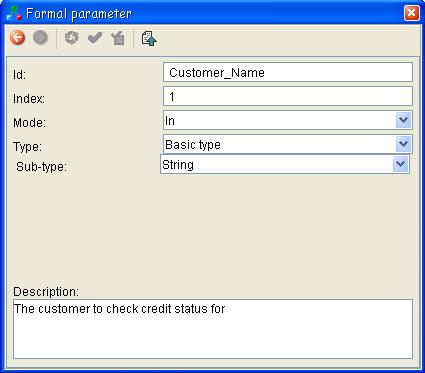 Formal parameter
Id: Customer_Name
Index: 1
Mode: In
Type: Basic type
Sub-type: String
Description:
The customer to check credit status for